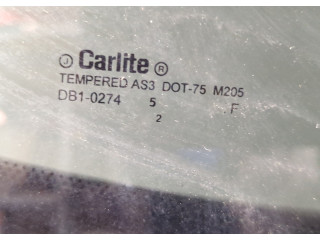 J Carlite ®
TEMPERED AS3 DOT-75 M205
DB1-0274 5 F
2